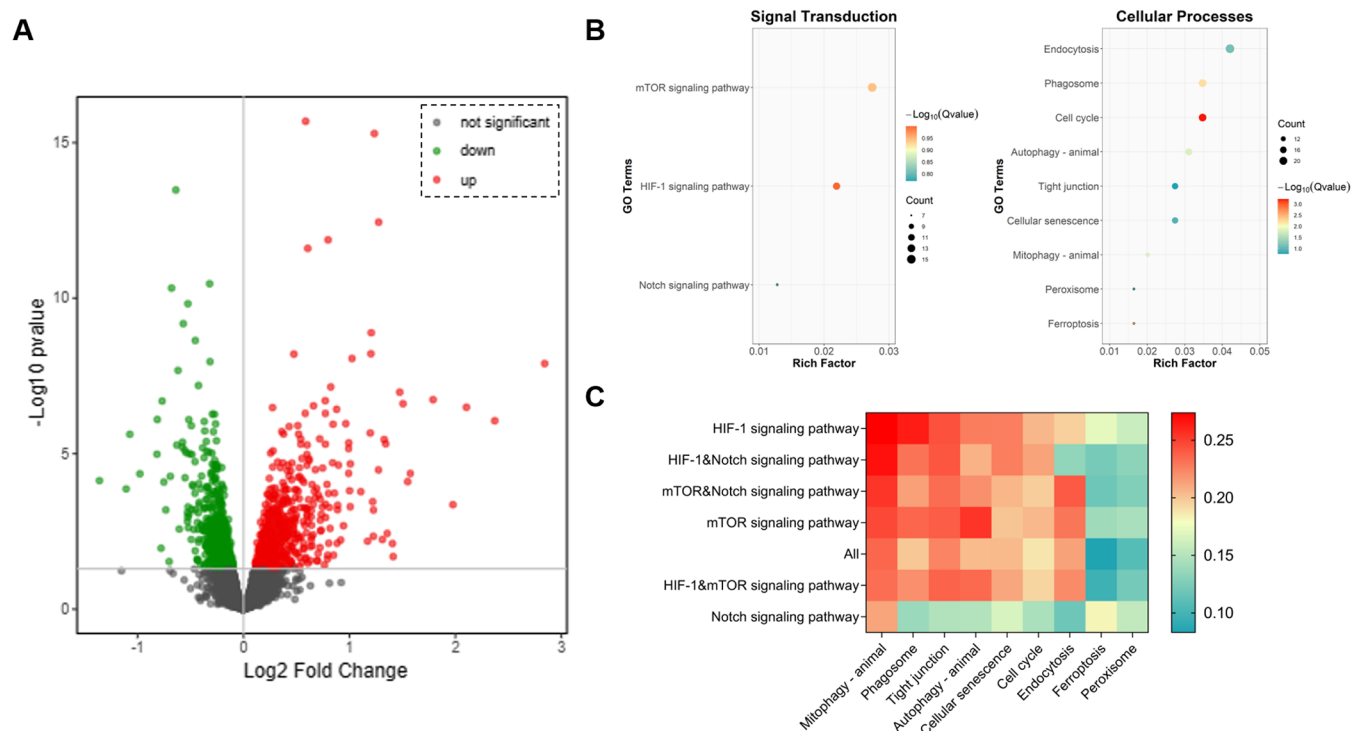 A
-Log10 pvalue
15
10
5
0
not significant
down
up
-1
0
1
2
3
Log2 Fold Change
B
Signal Transduction
GO Terms
mTOR signaling pathway
HIF-1 signaling pathway
Notch signaling pathway
0.01
0.02
0.03
Rich Factor
−Log10(Qvalue)
0.95
0.90
0.85
0.80
Count
7
9
11
13
15
Cellular Processes
GO Terms
Endocytosis
Phagosome
Cell cycle
Autophagy - animal
Tight junction
Cellular senescence
Mitophagy - animal
Peroxisome
Ferroptosis
0.01
0.02
0.03
0.04
0.05
Rich Factor
Count
12
16
20
−Log10(Qvalue)
3.0
2.5
2.0
1.5
1.0
C
HIF-1 signaling pathway
HIF-1&Notch signaling pathway
mTOR&Notch signaling pathway
mTOR signaling pathway
All
HIF-1&mTOR signaling pathway
Notch signaling pathway
Mitophagy - animal
Phagosome
Tight junction
Autophagy - animal
Cellular senescence
Cell cycle
Endocytosis
Ferroptosis
Peroxisome
0.25
0.20
0.15
0.10